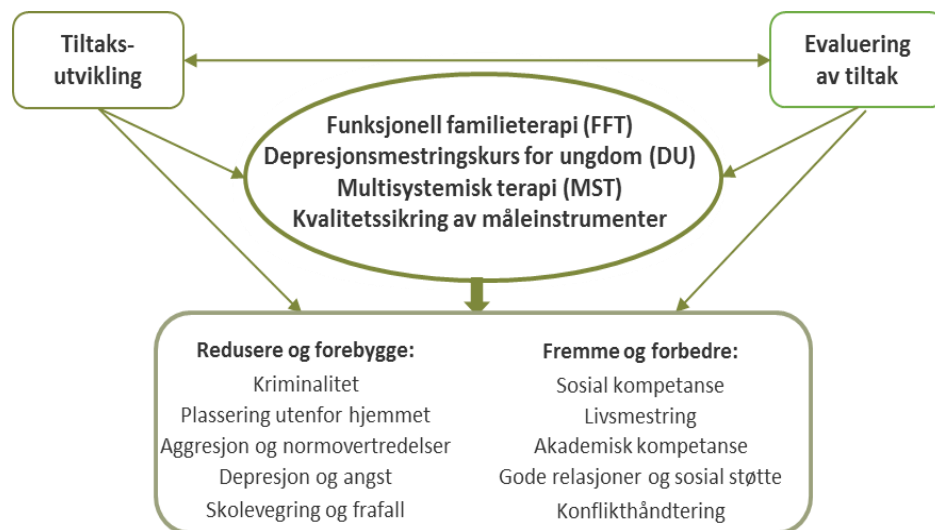 Tiltaks-
utvikling
Evaluering
av tiltak
Funksjonell familieterapi (FFT)
Depresjonsmestringskurs for ungdom (DU)
Multisystemisk terapi (MST)
Kvalitetssikring av måleinstrumenter
Redusere og forebygge:
Kriminalitet
Plassering utenfor hjemmet
Aggresjon og normovertredelser
Depresjon og angst
Skolevegring og frafall
Fremme og forbedre:
Sosial kompetanse
Livsmestring
Akademisk kompetanse
Gode relasjoner og sosial støtte
Konflikthåndtering